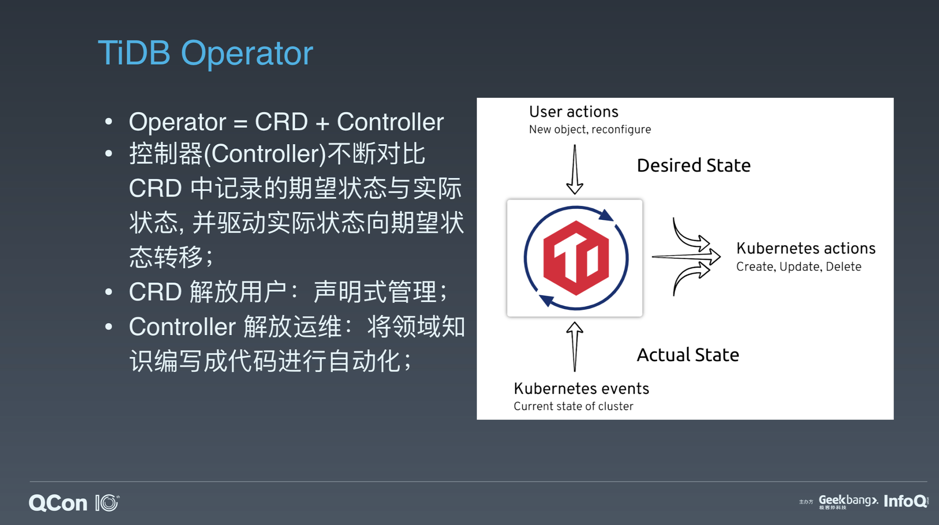 TiDB Operator
• Operator = CRD + Controller
• 控制器(Controller)不断对比
CRD 中记录的期望状态与实际
状态, 并驱动实际状态向期望状
态转移；
• CRD 解放用户：声明式管理；
• Controller 解放运维：将领域知
识编写成代码进行自动化；
User actions
New object, reconfigure
Desired State
Ti
Kubernetes actions
Create, Update, Delete
Actual State
Kubernetes events
Current state of cluster
QCon 10
主办方 Geekbang>. InfoQ
极客邦科技